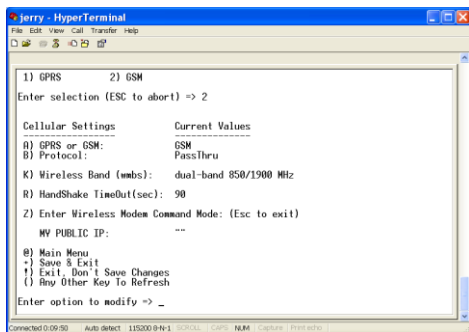 jerry - HyperTerminal
File Edit View Call Transfer Help
1) GPRS 2) GSM
Enter selection (ESC to abort) => 2
Cellular Settings Current Values
----------------- --------------
A) GPRS or GSM: GSM
B) Protocol: PassThru
K) Wireless Band (wmbs): dual-band 850/1900 MHz
R) HandShake TimeOut(sec): 90
Z) Enter Wireless Modem Command Mode: (Esc to exit)
MY PUBLIC IP: ""
@) Main Menu
+) Save & Exit
!) Exit, Don't Save Changes
() Any Other Key To Refresh
Enter option to modify => _
Connected 0:09:50 Auto detect 115200 8-N-1 SCROLL CAPS NUM Capture Print echo